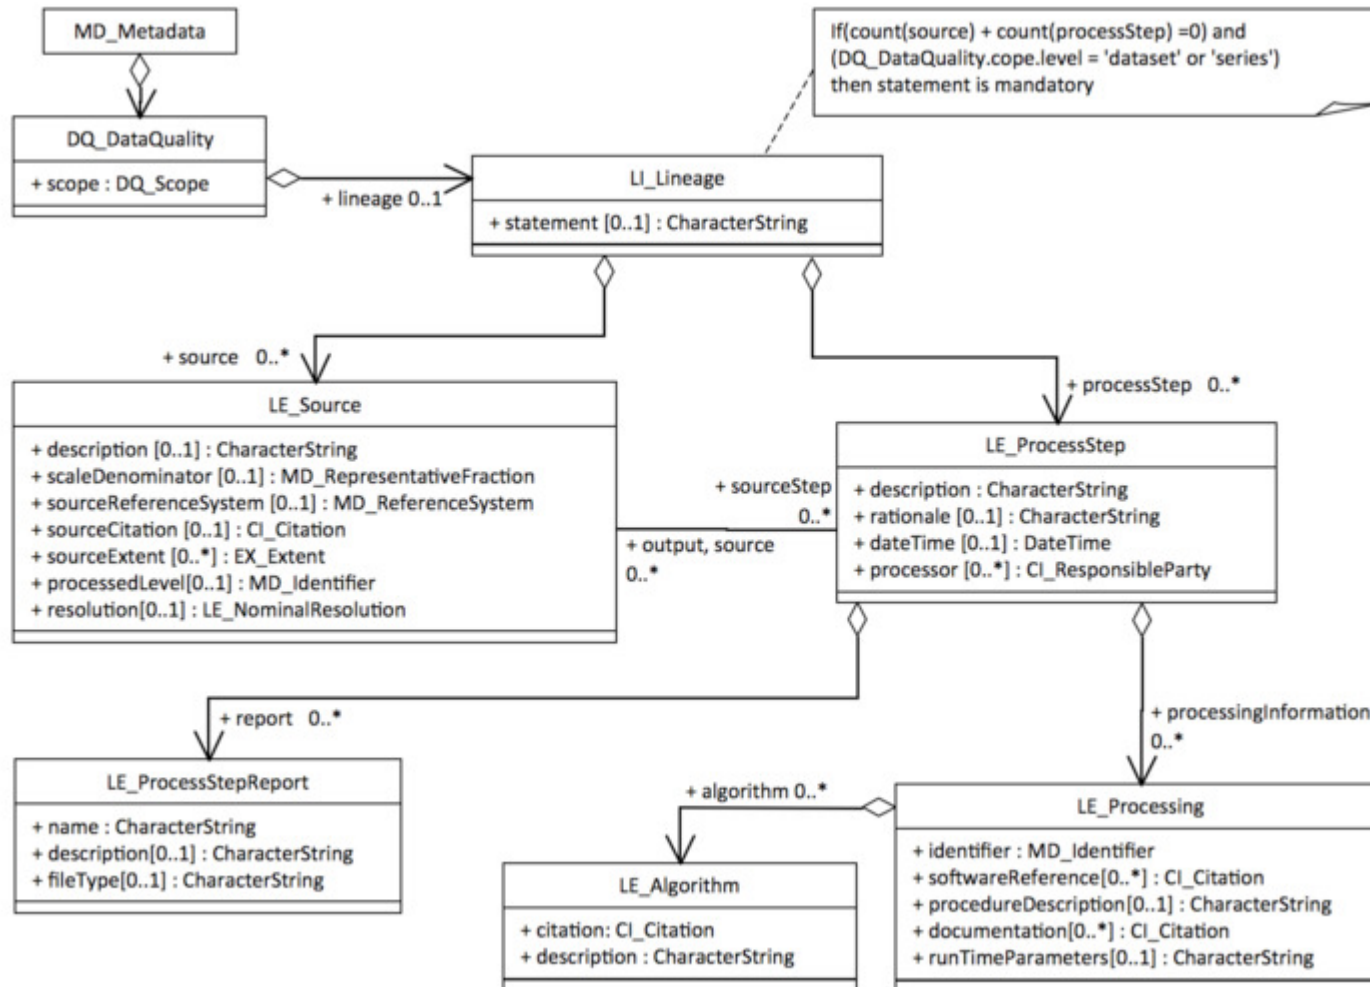 MD_Metadata
If(count(source) + count(processStep) =0) and
(DQ_DataQuality.cope.level = 'dataset' or 'series')
then statement is mandatory
DQ_DataQuality
+ scope : DQ_Scope
+ lineage 0..1
LI_Lineage
+ statement [0..1] : CharacterString
+ source 0..*
+ processStep 0..*
LE_Source
+ description [0..1] : CharacterString
+ scaleDenominator [0..1] : MD_RepresentativeFraction
+ sourceReferenceSystem [0..1] : MD_ReferenceSystem
+ sourceCitation [0..1] : CI_Citation
+ sourceExtent [0..*] : EX_Extent
+ processedLevel[0..1] : MD_Identifier
+ resolution[0..1] : LE_NominalResolution
+ sourceStep
0..*
+ output, source
0..*
LE_ProcessStep
+ description : CharacterString
+ rationale [0..1] : CharacterString
+ dateTime [0..1] : DateTime
+ processor [0..*] : CI_ResponsibleParty
+ report 0..*
+ processingInformation
0..*
LE_ProcessStepReport
+ name : CharacterString
+ description[0..1] : CharacterString
+ fileType[0..1] : CharacterString
+ algorithm 0..*
LE_Algorithm
+ citation: CI_Citation
+ description : CharacterString
LE_Processing
+ identifier : MD_Identifier
+ softwareReference[0..*] : CI_Citation
+ procedureDescription[0..1] : CharacterString
+ documentation[0..*] : CI_Citation
+ runTimeParameters[0..1] : CharacterString